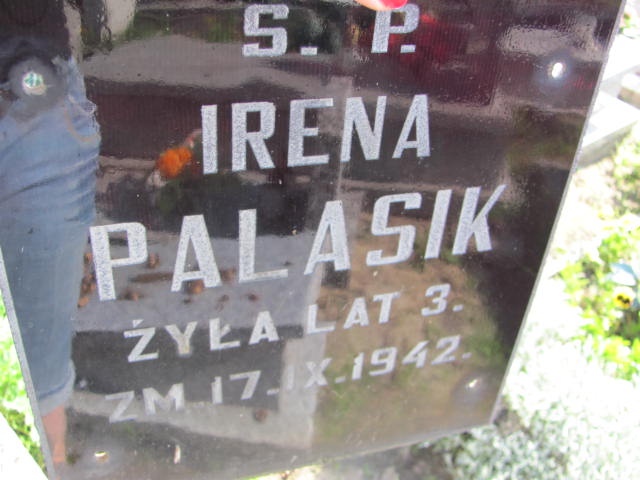 Ś. P.
IRENA
PALASIK
ŻYŁA LAT 3.
ZM 17.IX.1942.